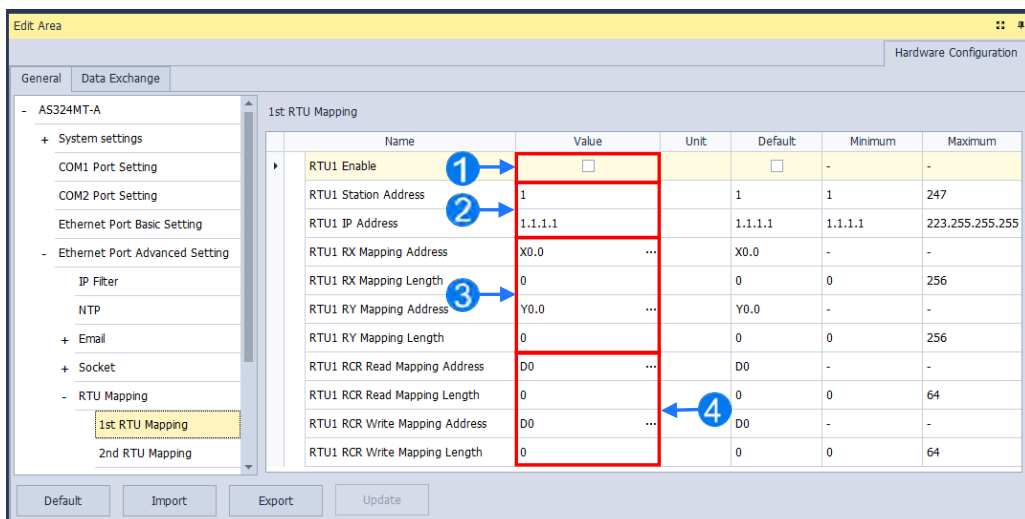 Edit Area
Hardware Configuration
General Data Exchange
- AS324MT-A
+ System settings
COM1 Port Setting
COM2 Port Setting
Ethernet Port Basic Setting
- Ethernet Port Advanced Setting
IP Filter
NTP
+ Email
+ Socket
- RTU Mapping
1st RTU Mapping
2nd RTU Mapping
1st RTU Mapping
Name Value Unit Default Minimum Maximum
RTU1 Enable 1 - -
RTU1 Station Address 1 1 1 247
2
RTU1 IP Address 1.1.1.1 1.1.1.1 1.1.1.1 223.255.255.255
RTU1 RX Mapping Address X0.0 ... X0.0 - -
RTU1 RX Mapping Length 0 0 0 256
3
RTU1 RY Mapping Address Y0.0 ... Y0.0 - -
RTU1 RY Mapping Length 0 0 0 256
RTU1 RCR Read Mapping Address D0 ... D0 - -
RTU1 RCR Read Mapping Length 0 0 0 64
4
RTU1 RCR Write Mapping Address D0 ... D0 - -
RTU1 RCR Write Mapping Length 0 0 0 64
Default Import Export Update